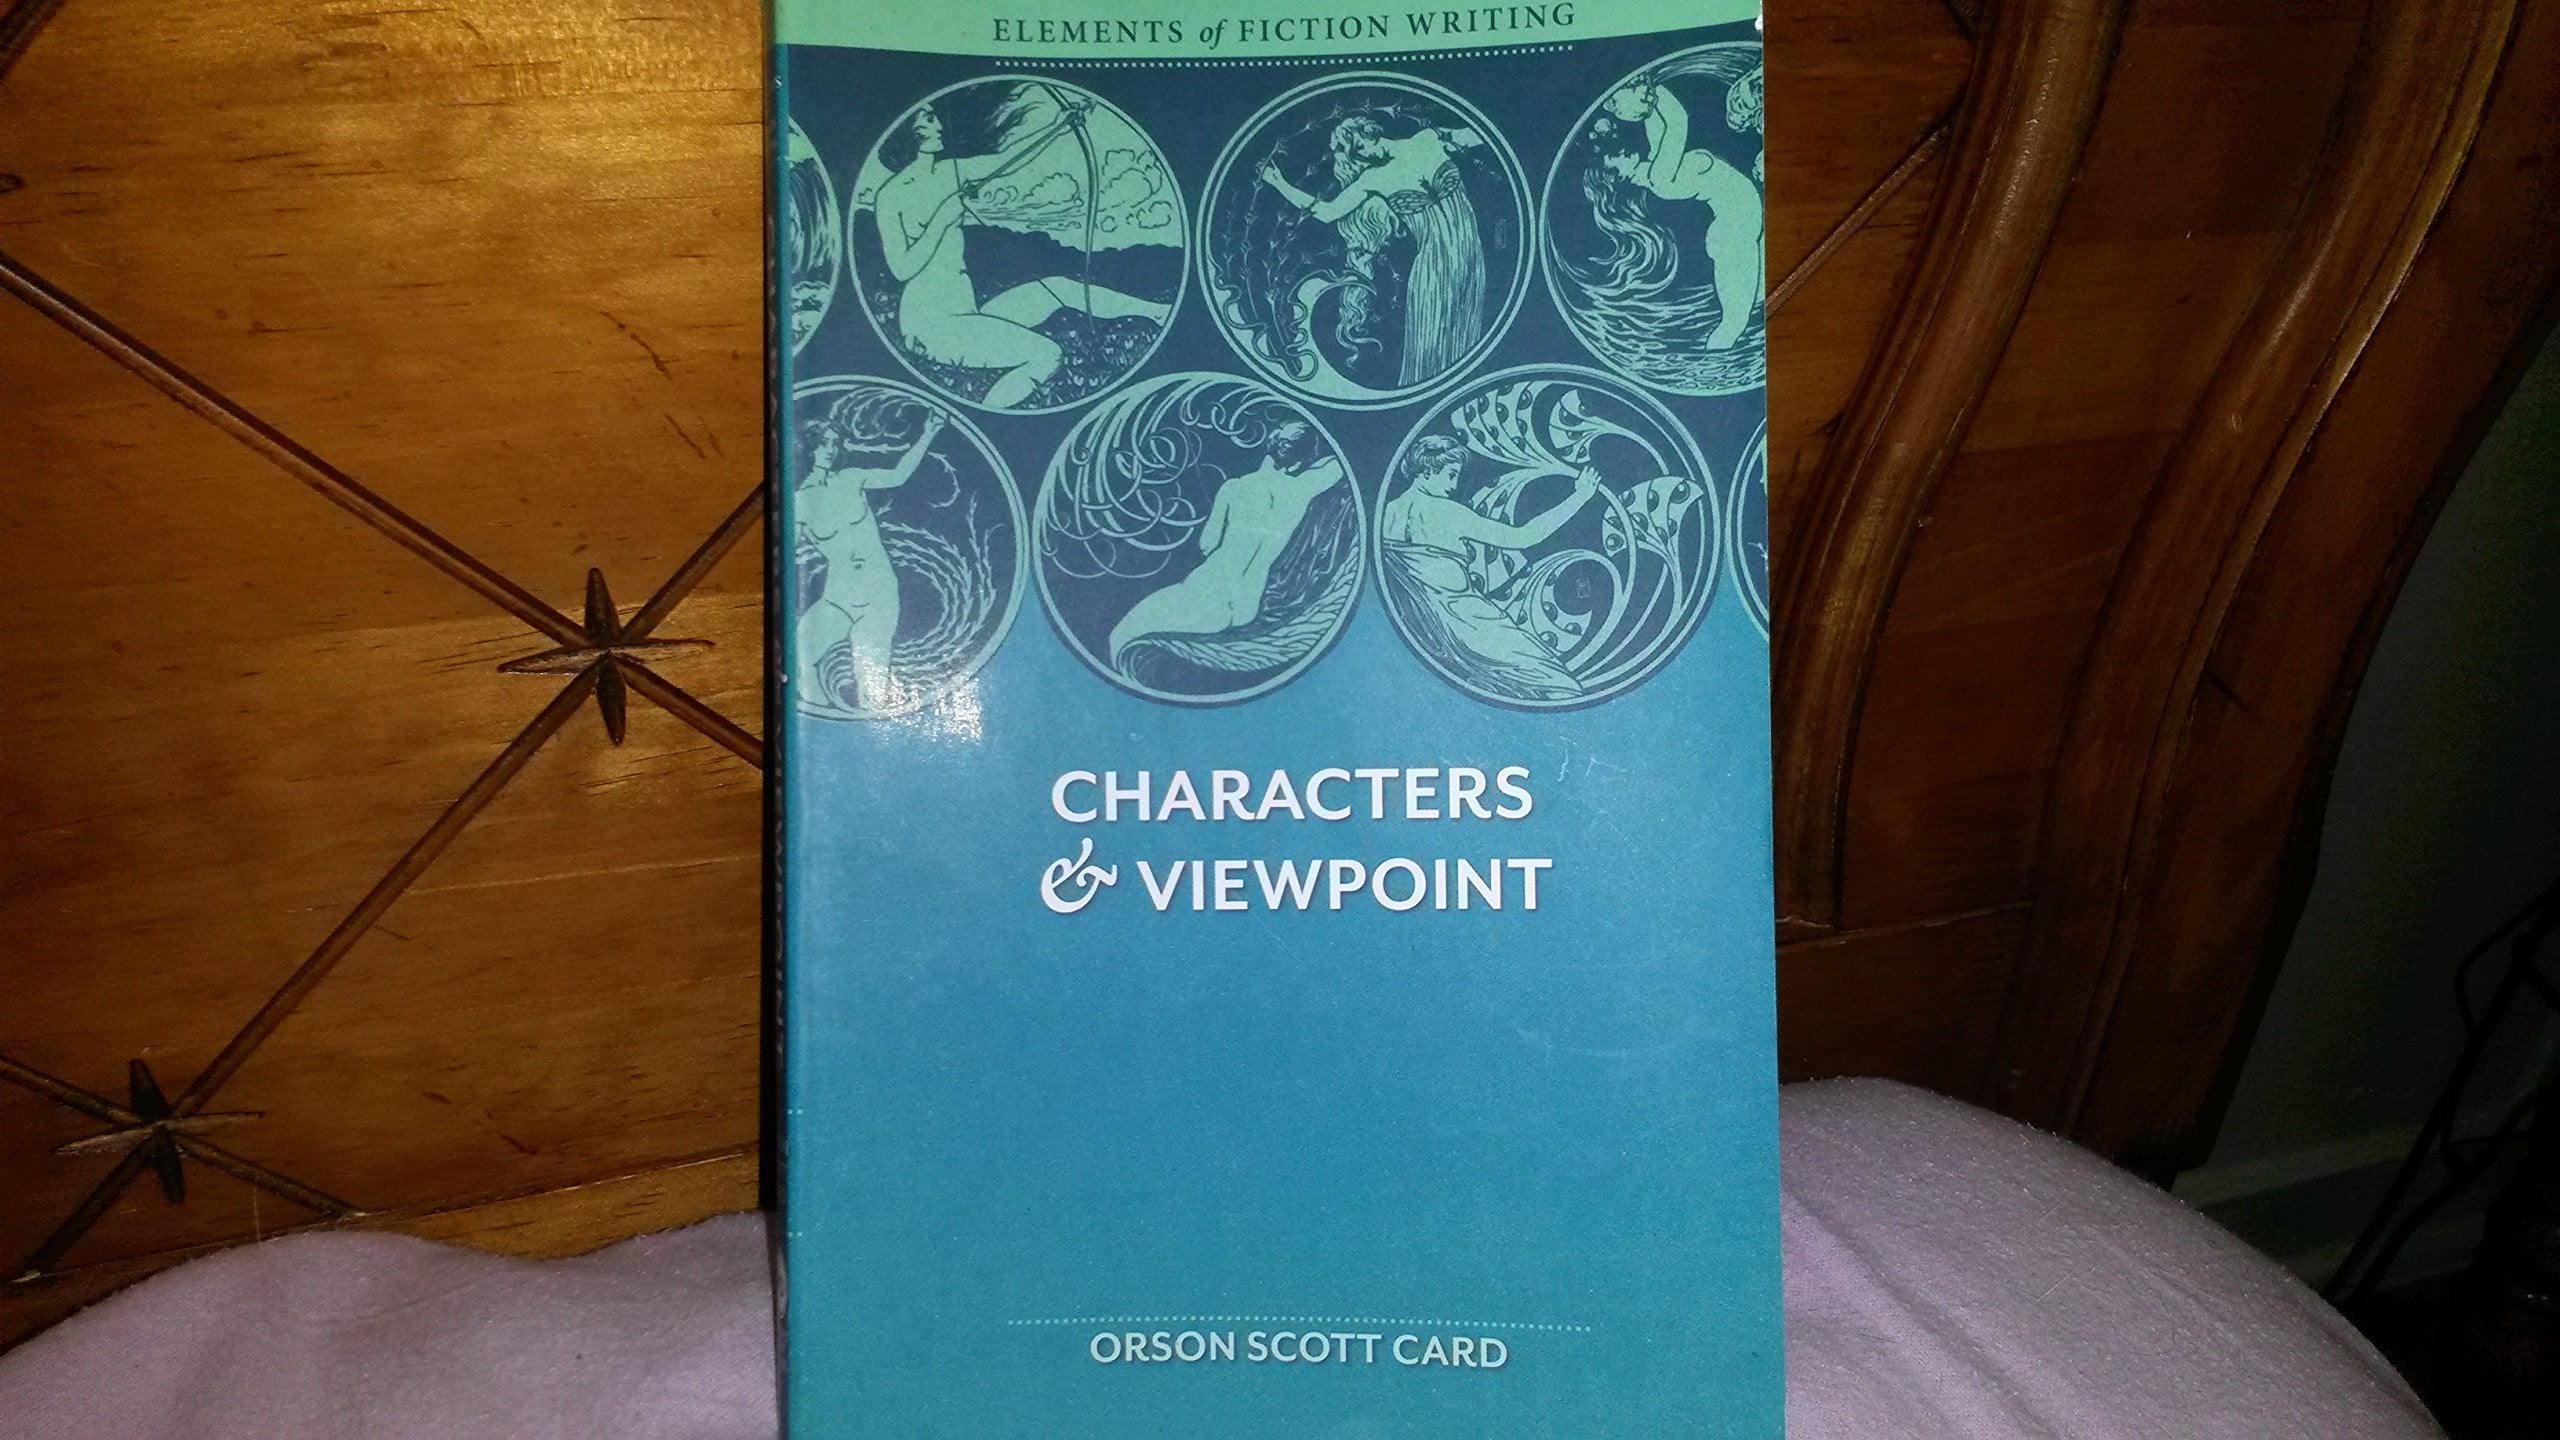 ELEMENTS of FICTION WRITING
CHARACTERS
& VIEWPOINT
ORSON SCOTT CARD